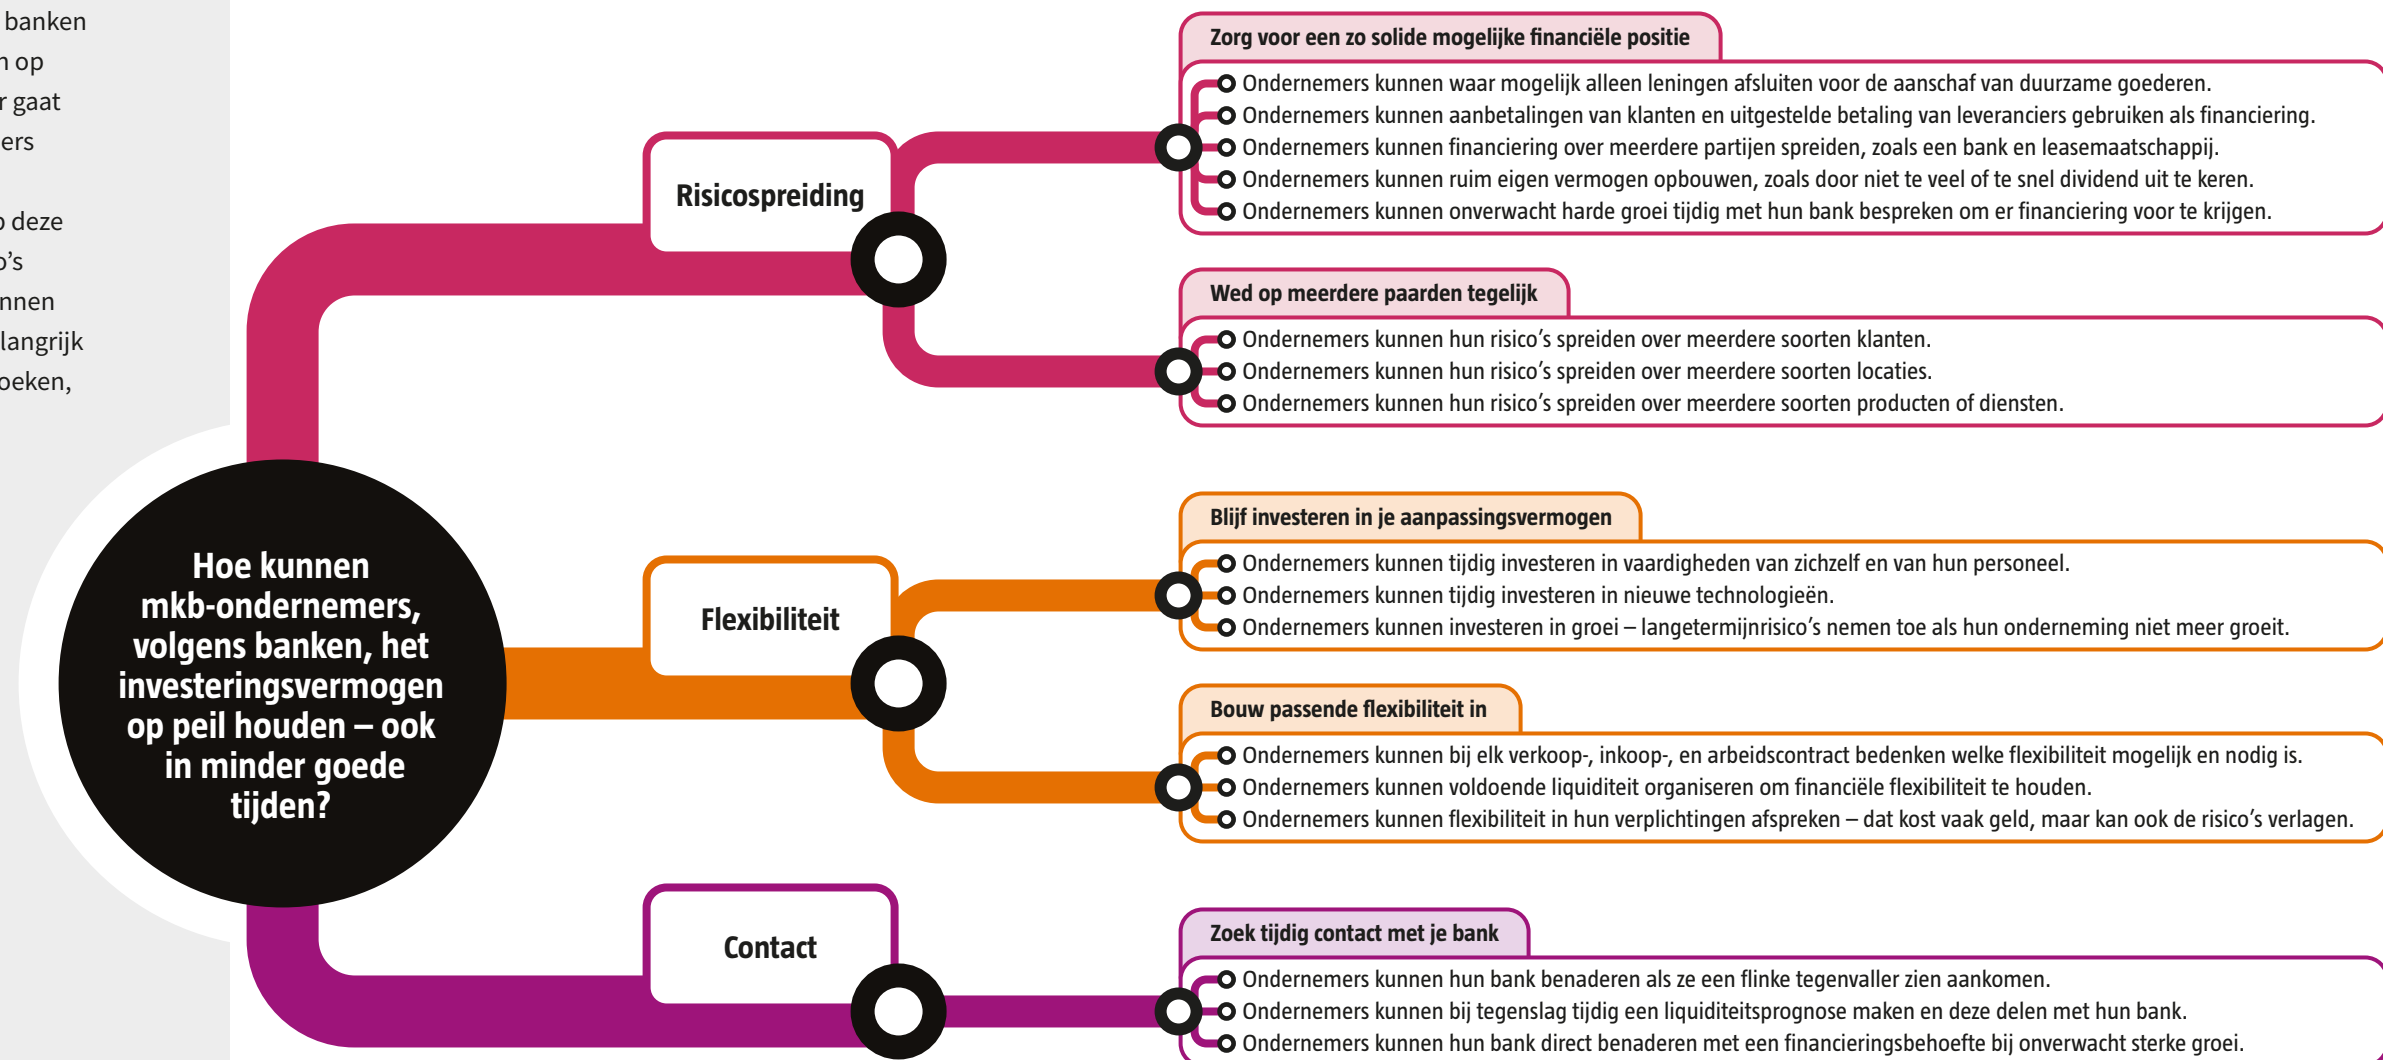 banken
op
gaat
deze
Hoe kunnen
mkb-ondernemers,
volgens banken, het
investeringsvermogen
op peil houden – ook
in minder goede
tijden?
Risicospreiding
Zorg voor een zo solide mogelijke financiële positie
Ondernemers kunnen waar mogelijk alleen leningen afsluiten voor de aanschaf van duurzame goederen.
Ondernemers kunnen aanbetalingen van klanten en uitgestelde betaling van leveranciers gebruiken als financiering.
Ondernemers kunnen financiering over meerdere partijen spreiden, zoals een bank en leasemaatschappij.
Ondernemers kunnen ruim eigen vermogen opbouwen, zoals door niet te veel of te snel dividend uit te keren.
Ondernemers kunnen onverwacht harde groei tijdig met hun bank bespreken om er financiering voor te krijgen.
Wed op meerdere paarden tegelijk
Ondernemers kunnen hun risico’s spreiden over meerdere soorten klanten.
Ondernemers kunnen hun risico’s spreiden over meerdere soorten locaties.
Ondernemers kunnen hun risico’s spreiden over meerdere soorten producten of diensten.
Flexibiliteit
Blijf investeren in je aanpassingsvermogen
Ondernemers kunnen tijdig investeren in vaardigheden van zichzelf en van hun personeel.
Ondernemers kunnen tijdig investeren in nieuwe technologieën.
Ondernemers kunnen investeren in groei – langetermijnrisico’s nemen toe als hun onderneming niet meer groeit.
Bouw passende flexibiliteit in
Ondernemers kunnen bij elk verkoop-, inkoop-, en arbeidscontract bedenken welke flexibiliteit mogelijk en nodig is.
Ondernemers kunnen voldoende liquiditeit organiseren om financiële flexibiliteit te houden.
Ondernemers kunnen flexibiliteit in hun verplichtingen afspreken – dat kost vaak geld, maar kan ook de risico’s verlagen.
Contact
Zoek tijdig contact met je bank
Ondernemers kunnen hun bank benaderen als ze een flinke tegenvaller zien aankomen.
Ondernemers kunnen bij tegenslag tijdig een liquiditeitsprognose maken en deze delen met hun bank.
Ondernemers kunnen hun bank direct benaderen met een financieringsbehoefte bij onverwacht sterke groei.